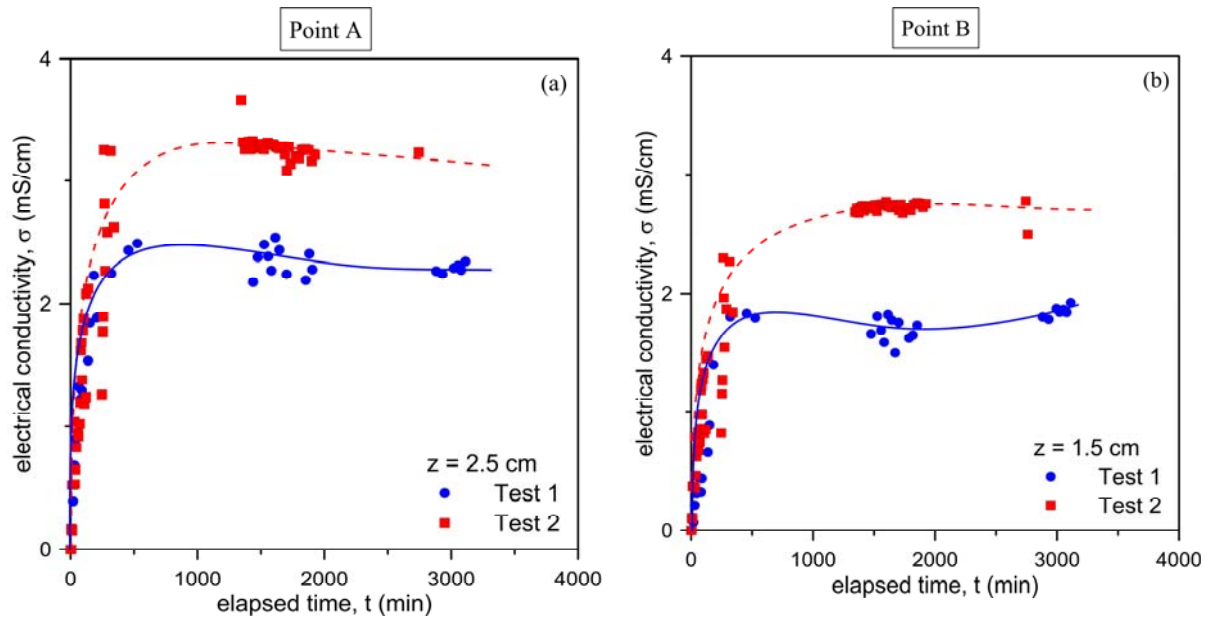 Point A
(a)
4
2
0
electrical conductivity, σ (mS/cm)
z = 2.5 cm
Test 1
Test 2
0 1000 2000 3000 4000
elapsed time, t (min)
Point B
(b)
4
2
0
electrical conductivity, σ (mS/cm)
z = 1.5 cm
Test 1
Test 2
0 1000 2000 3000 4000
elapsed time, t (min)